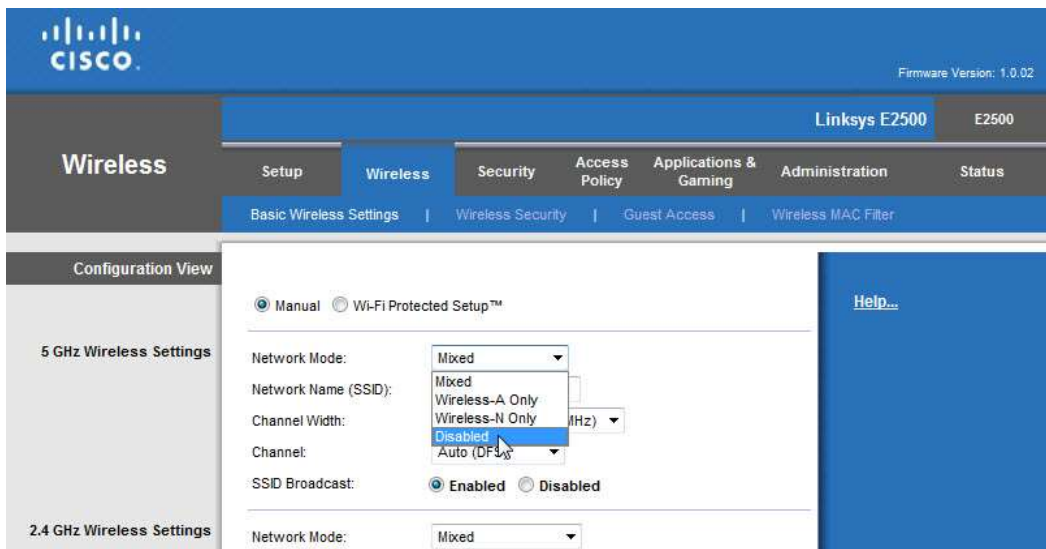 CISCO.
Firmware Version: 1.0.02
Linksys E2500 E2500
Wireless
Setup Wireless Security Access Policy Applications & Gaming Administration Status
Basic Wireless Settings | Wireless Security | Guest Access | Wireless MAC Filter
Configuration View
Manual Wi-Fi Protected Setup™
Help...
5 GHz Wireless Settings
Network Mode: Mixed
Mixed
Network Name (SSID):
Wireless-A Only
Wireless-N Only
Channel Width: MHz)
Disabled
Channel: Auto (DFS
SSID Broadcast: Enabled Disabled
2.4 GHz Wireless Settings
Network Mode: Mixed